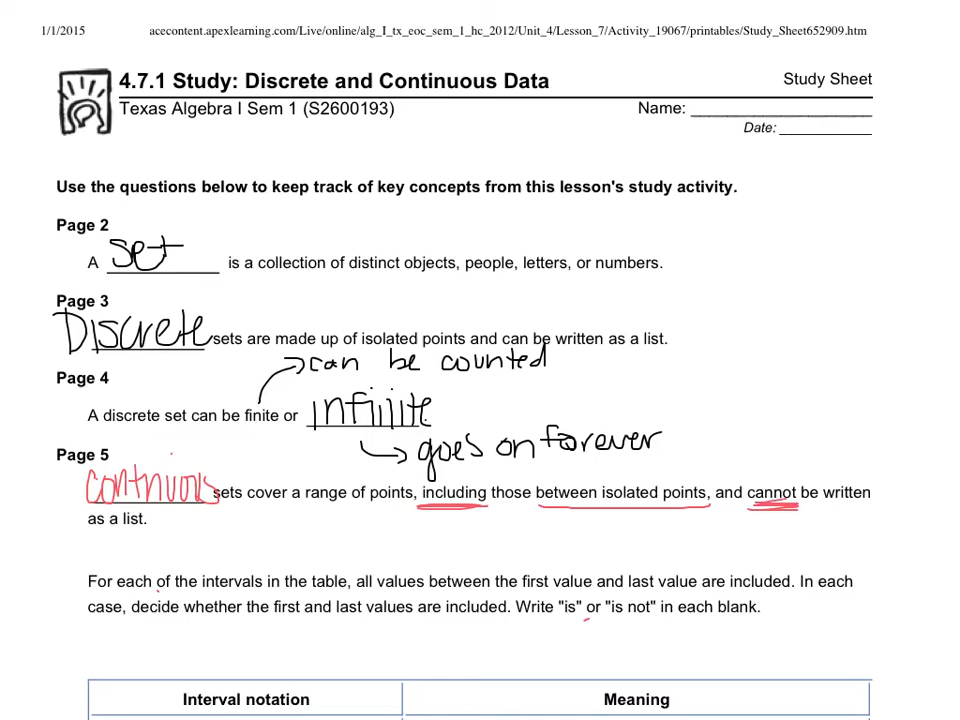 1/1/2015 acecontent.apexlearning.com/Live/online/alg_I_tx_eoc_sem_1_hc_2012/Unit_4/Lesson_7/Activity_19067/printables/Study_Sheet652909.htm
4.7.1 Study: Discrete and Continuous Data Study Sheet
Texas Algebra I Sem 1 (S2600193) Name: ____________________
Date: ____________
Use the questions below to keep track of key concepts from this lesson's study activity.
Page 2
A set is a collection of distinct objects, people, letters, or numbers.
Page 3
Discrete sets are made up of isolated points and can be written as a list.
can be counted
Page 4
A discrete set can be finite or infinite
goes on forever
Page 5
continuous sets cover a range of points, including those between isolated points, and cannot be written
as a list.
For each of the intervals in the table, all values between the first value and last value are included. In each
case, decide whether the first and last values are included. Write "is" or "is not" in each blank.
Interval notation Meaning